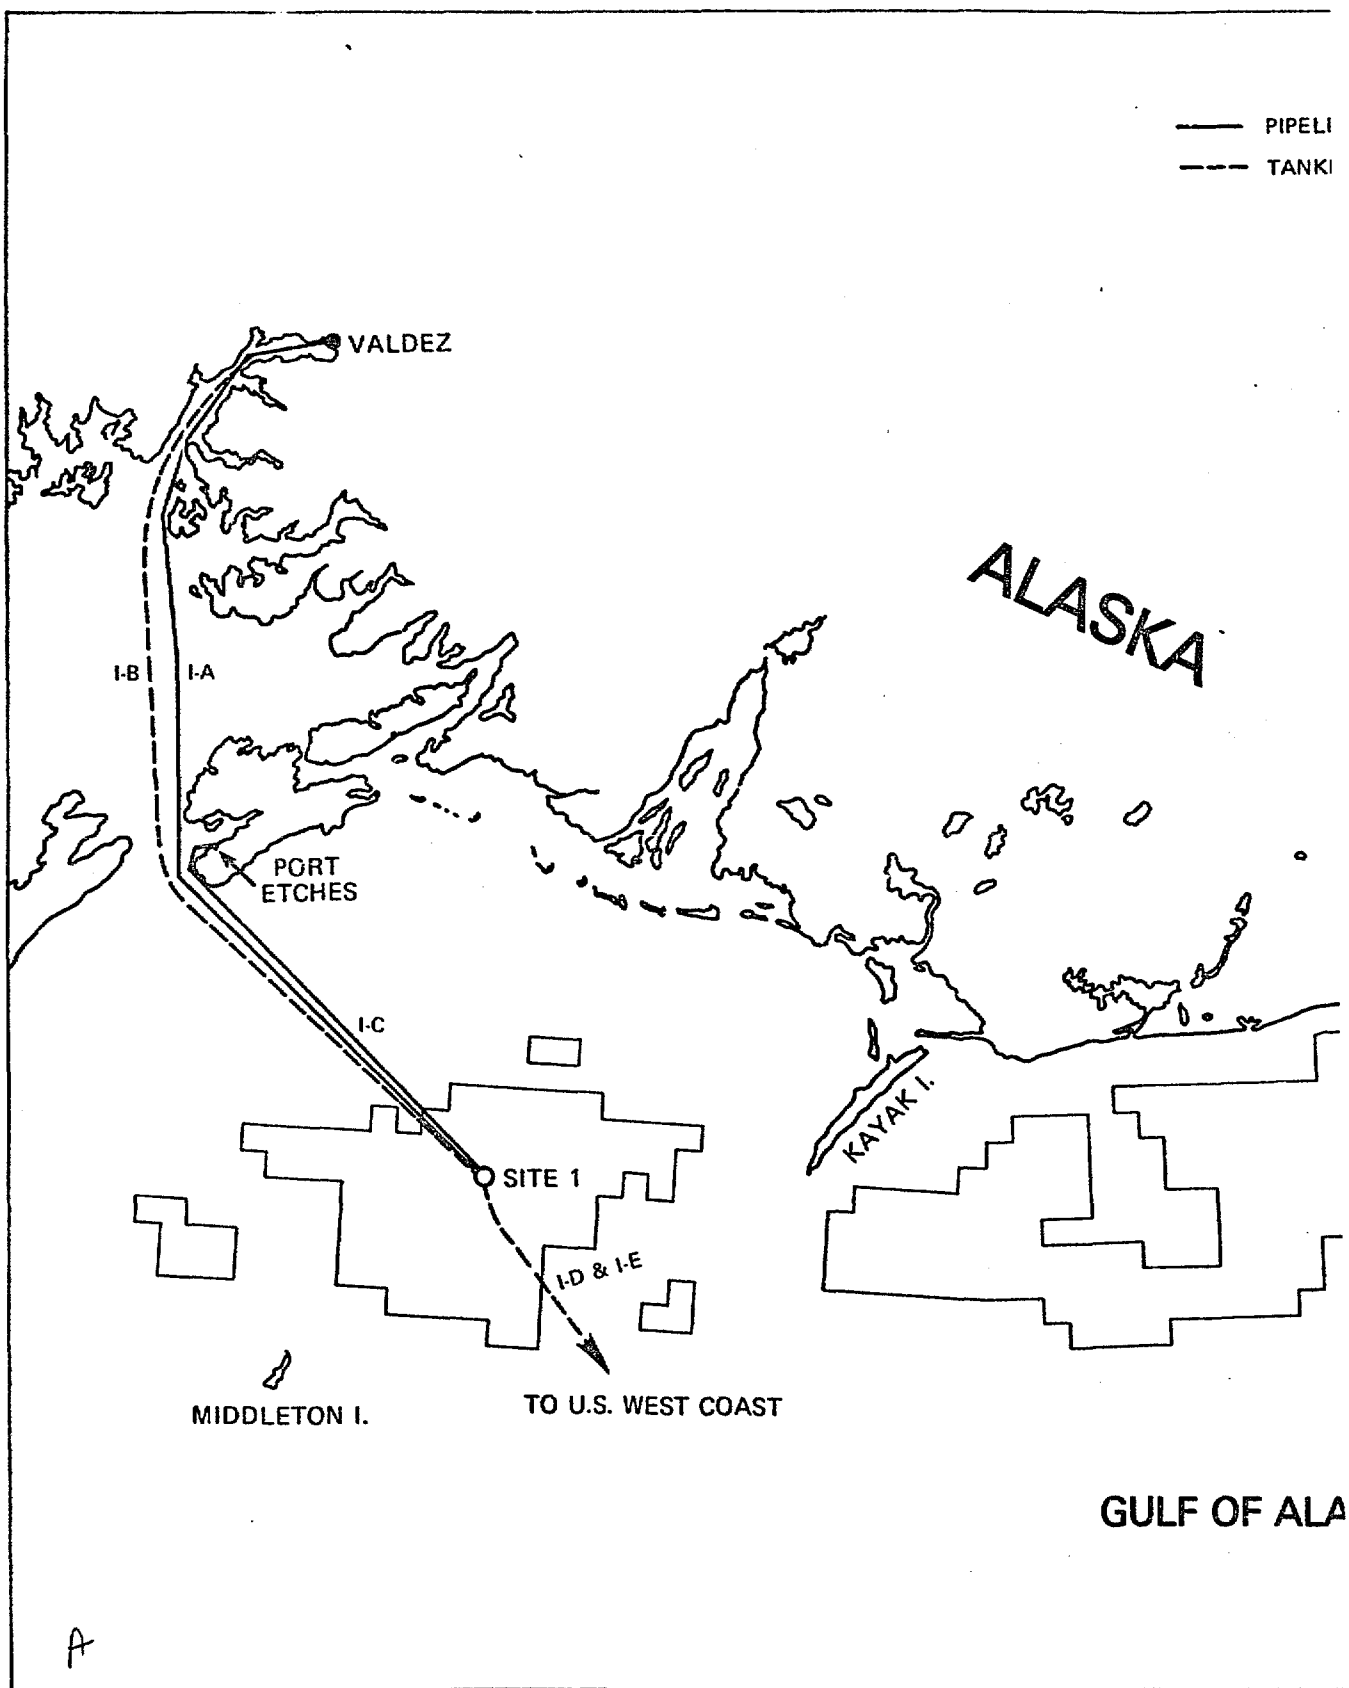 PIPELI
TANKI
VALDEZ
ALASKA
I-B
I-A
PORT
ETCHES
I-C
KAYAK I.
SITE 1
I-D & I-E
MIDDLETON I.
TO U.S. WEST COAST
GULF OF ALA
A